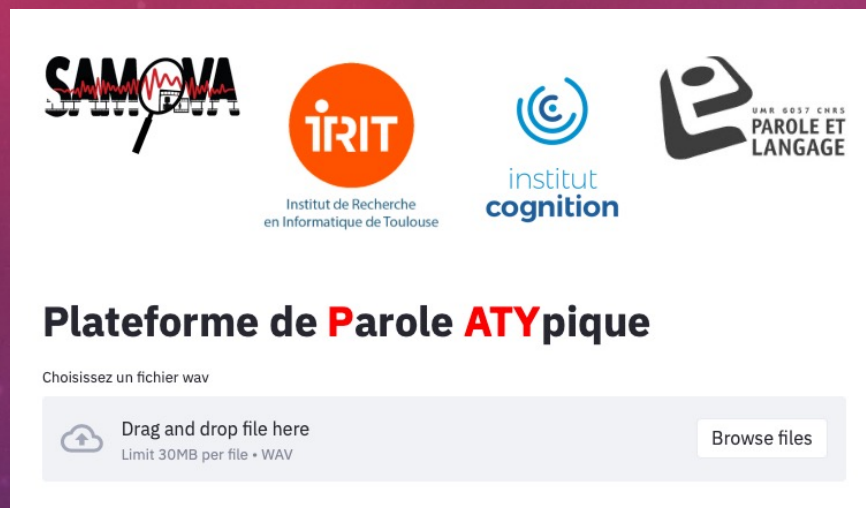 SAMOVA
iRIT
Institut de Recherche
en Informatique de Toulouse
institut
cognition
UMR 6057 CNRS
PAROLE ET
LANGAGE
Plateforme de Parole ATYpique
Choisissez un fichier wav
Drag and drop file here
Limit 30MB per file • WAV
Browse files